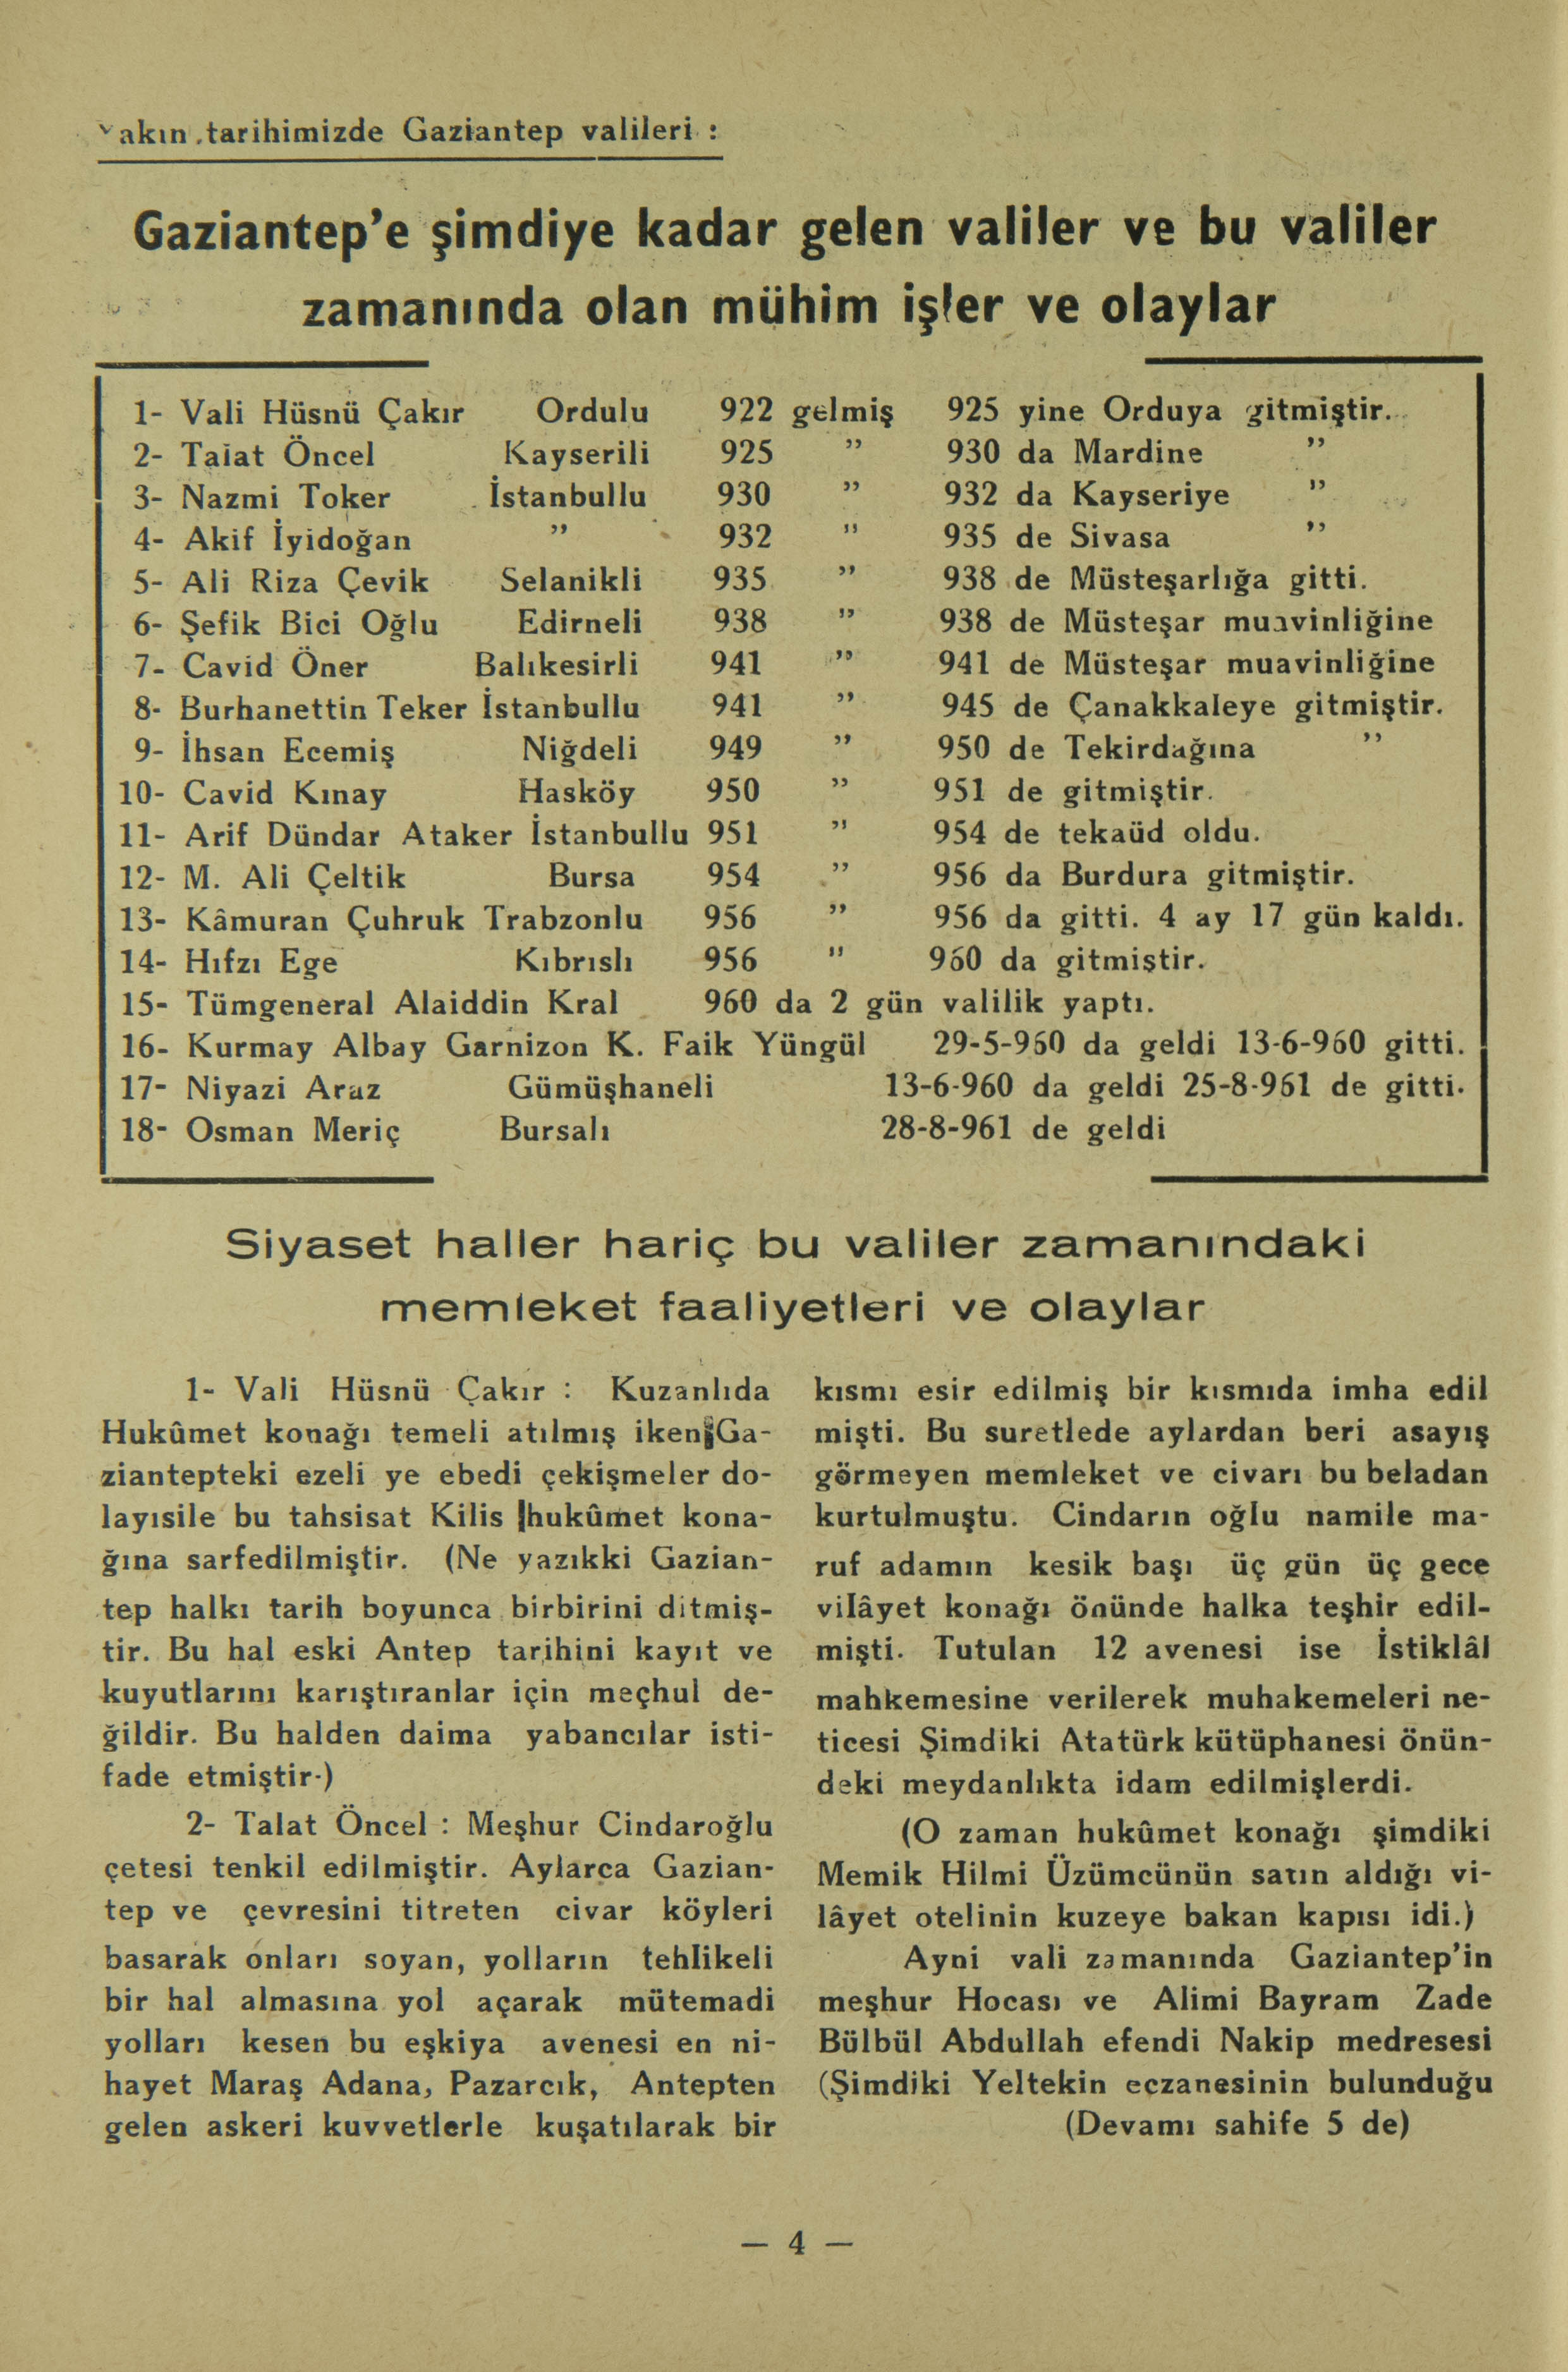 Yakın tarihimizde Gaziantep valileri :
Gaziantep'e şimdiye kadar gelen valiler ve bu valiler
zamanında olan mühim işler ve olaylar
1- Vali Hüsnü Çakır Ordulu 922 gelmiş 925 yine Orduya gitmiştir.
2- Talat Öncel Kayserili 925 " 930 da Mardine "
3- Nazmi Toker İstanbullu 930 " 932 da Kayseriye "
4- Akif İyidoğan " 932 " 935 de Sivasa "
5- Ali Riza Çevik Selanikli 935 " 938 de Müsteşarlığa gitti.
6- Şefik Bici Oğlu Edirneli 938 " 938 de Müsteşar muavinliğine
7- Cavid Öner Balıkesirli 941 " 941 de Müsteşar muavinliğine
8- Burhanettin Teker İstanbullu 941 " 945 de Çanakkaleye gitmiştir.
9- İhsan Ecemiş Niğdeli 949 " 950 de Tekirdağına "
10- Cavid Kınay Hasköy 950 " 951 de gitmiştir.
11- Arif Dündar Ataker İstanbullu 951 " 954 de tekaüd oldu.
12- M. Ali Çeltik Bursa 954 " 956 da Burdura gitmiştir.
13- Kâmuran Çuhruk Trabzonlu 956 " 956 da gitti. 4 ay 17 gün kaldı.
14- Hıfzı Ege Kıbrıslı 956 " 960 da gitmiştir.
15- Tümgeneral Alaiddin Kral 960 da 2 gün valilik yaptı.
16- Kurmay Albay Garnizon K. Faik Yüngül 29-5-960 da geldi 13-6-960 gitti.
17- Niyazi Araz Gümüşhaneli 13-6-960 da geldi 25-8-961 de gitti.
18- Osman Meriç Bursalı 28-8-961 de geldi
Siyaset haller hariç bu valiler zamanındaki
memleket faaliyetleri ve olaylar
1- Vali Hüsnü Çakır : Kuzanlıda
Hukûmet konağı temeli atılmış iken Ga-
ziantepteki ezeli ye ebedi çekişmeler do-
layısile bu tahsisat Kilis hukûmet kona-
ğına sarfedilmiştir. (Ne yazıkki Gazian-
tep halkı tarih boyunca birbirini ditmiş-
tir. Bu hal eski Antep tarihini kayıt ve
kuyutlarını karıştıranlar için meçhul de-
ğildir. Bu halden daima yabancılar isti-
fade etmiştir.)
2- Talat Öncel : Meşhur Cindaroğlu
çetesi tenkil edilmiştir. Aylarca Gazian-
tep ve çevresini titreten civar köyleri
basarak onları soyan, yolların tehlikeli
bir hal almasına yol açarak mütemadi
yolları kesen bu eşkiya avenesi en ni-
hayet Maraş Adana, Pazarcık, Antepten
gelen askeri kuvvetlerle kuşatılarak bir
kısmı esir edilmiş bir kısmıda imha edil
mişti. Bu suretlede aylardan beri asayış
görmeyen memleket ve civarı bu beladan
kurtulmuştu. Cindarın oğlu namile ma-
ruf adamın kesik başı üç gün üç gece
vilâyet konağı önünde halka teşhir edil-
mişti. Tutulan 12 avenesi ise İstiklâl
mahkemesine verilerek muhakemeleri ne-
ticesi Şimdiki Atatürk kütüphanesi önün-
deki meydanlıkta idam edilmişlerdi.
(O zaman hukûmet konağı şimdiki
Memik Hilmi Üzümcünün satın aldığı vi-
lâyet otelinin kuzeye bakan kapısı idi.)
Ayni vali zamanında Gaziantep'in
meşhur Hocası ve Alimi Bayram Zade
Bülbül Abdullah efendi Nakip medresesi
(Şimdiki Yeltekin eczanesinin bulunduğu
(Devamı sahife 5 de)
— 4 —